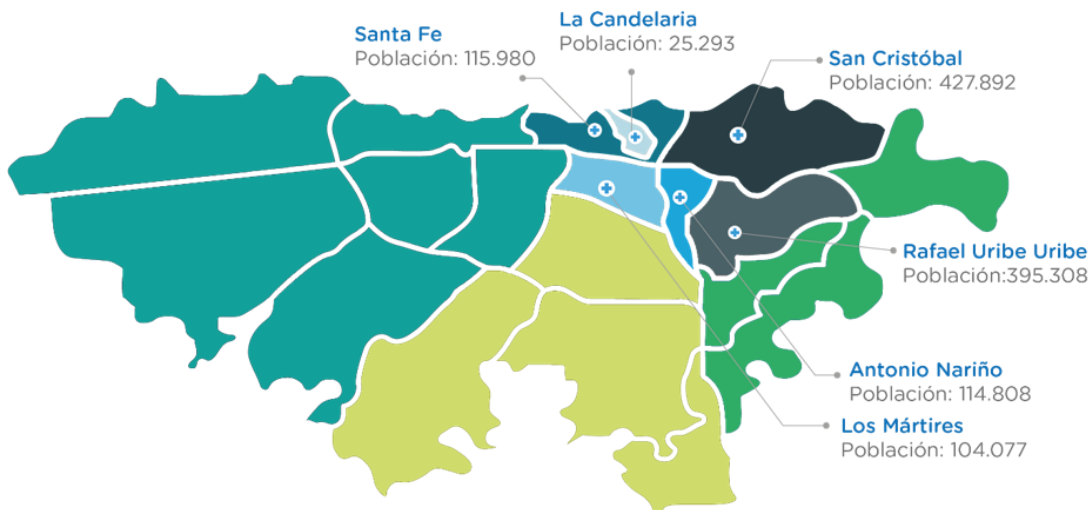 Santa Fe
Población: 115.980
La Candelaria
Población: 25.293
San Cristóbal
Población: 427.892
Rafael Uribe Uribe
Población:395.308
Antonio Nariño
Población: 114.808
Los Mártires
Población: 104.077